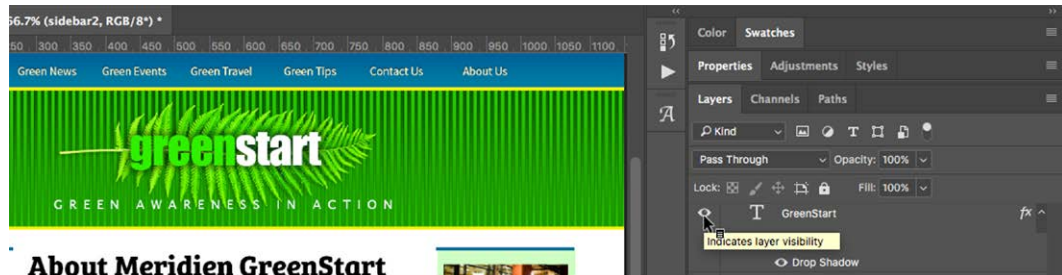 66.7% (sidebar2, RGB/8*) *
50 300 350 400 450 500 550 600 650 700 750 800 850 900 950 1000 1050 1100
Green News Green Events Green Travel Green Tips Contact Us About Us
greenstart
GREEN AWARENESS IN ACTION
About Meridien GreenStart
Color Swatches
Properties Adjustments Styles
Layers Channels Paths
Kind
Pass Through Opacity: 100%
Lock: Fill: 100%
T GreenStart fx
Indicates layer visibility
Drop Shadow